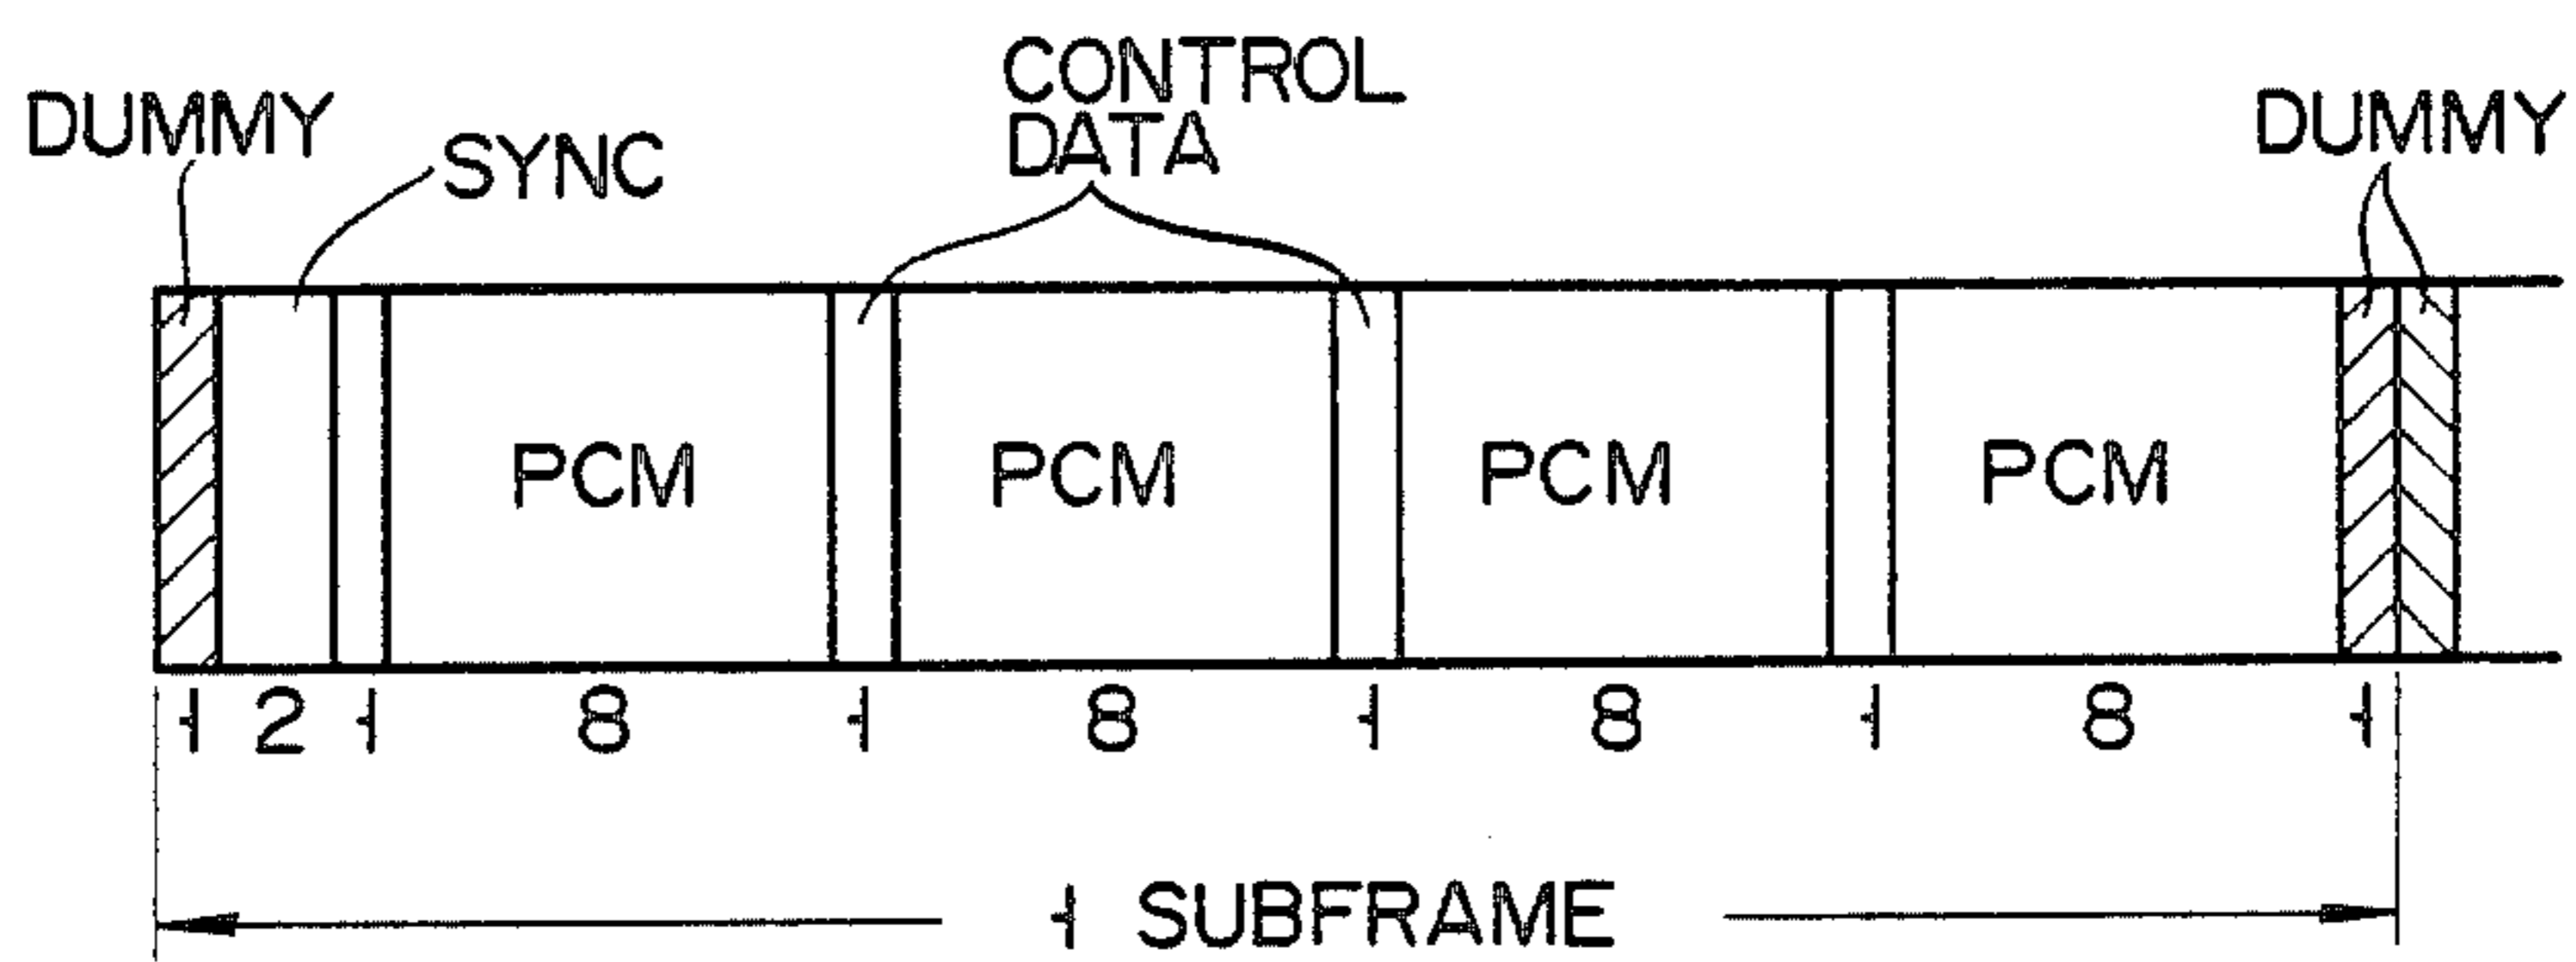 CONTROL
DATA
DUMMY
SYNC
DUMMY
PCM PCM PCM PCM
1 2 1 8 1 8 1 8 1 8 1
1 SUBFRAME